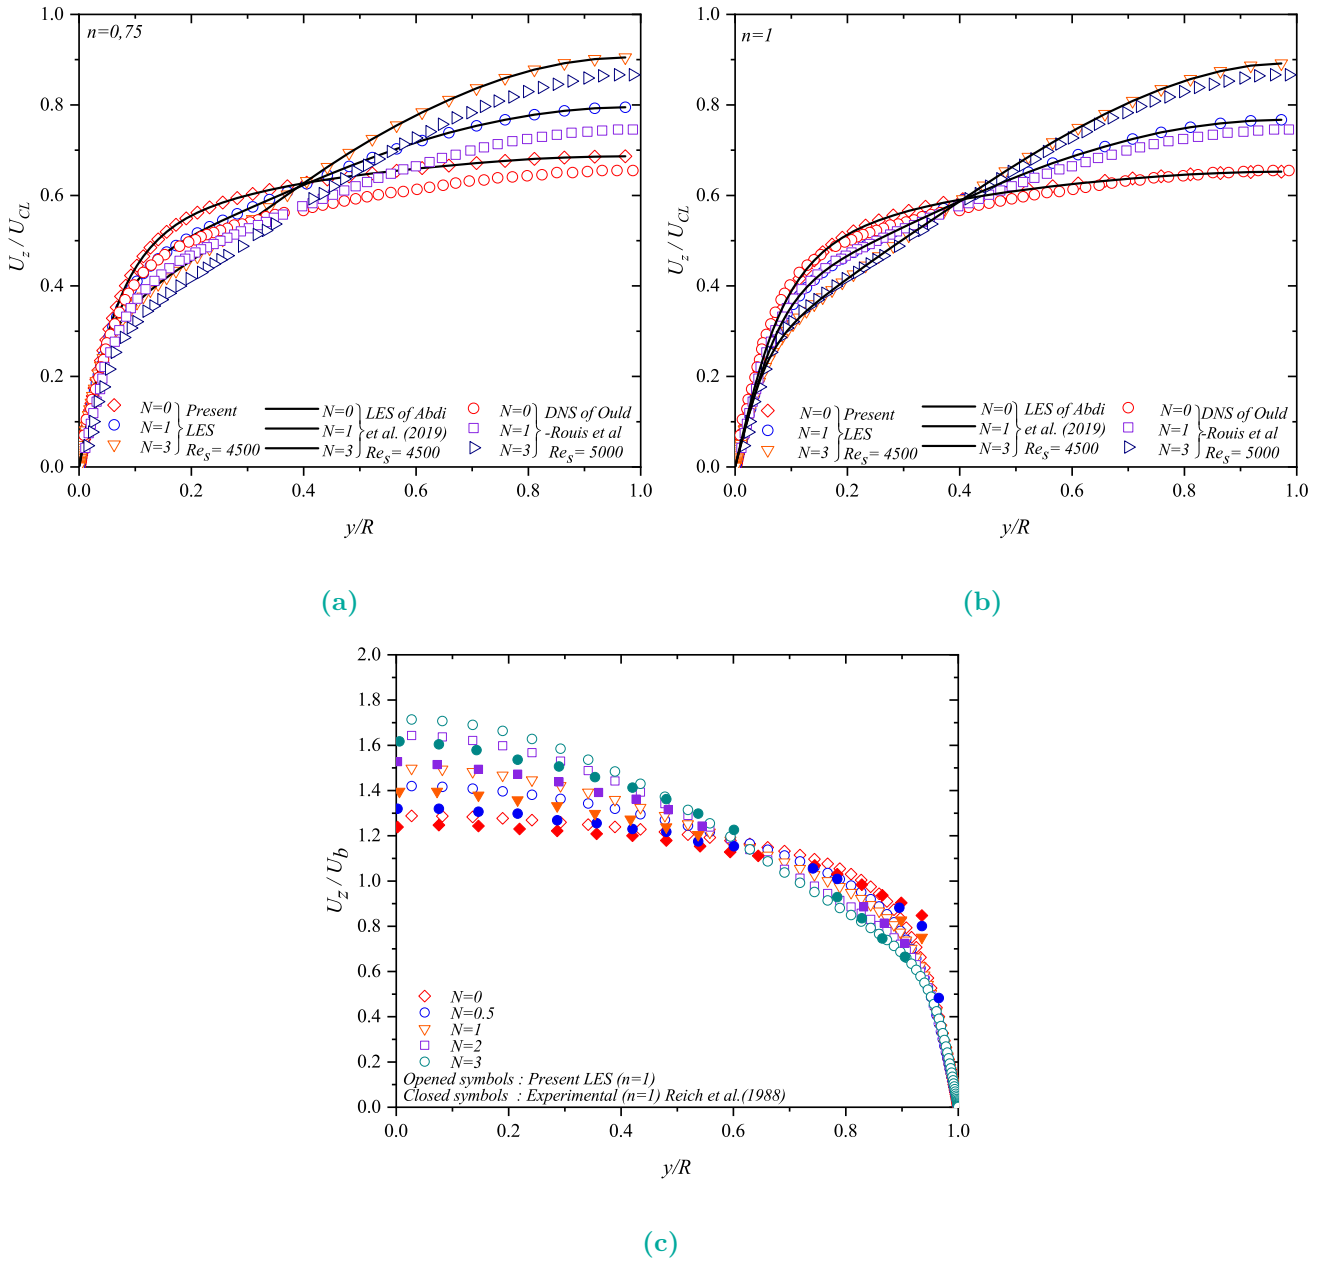 n=0,75
1.0
0.8
0.6
0.4
0.2
0.0
U_z / U_CL
N=0 Present N=0 LES of Abdi N=0 DNS of Ould
N=1 LES N=1 et al. (2019) N=1 -Rouis et al
N=3 Re_s= 4500 N=3 Re_s= 4500 N=3 Re_s= 5000
0.0 0.2 0.4 0.6 0.8 1.0
y/R
(a)
n=1
1.0
0.8
0.6
0.4
0.2
0.0
U_z / U_CL
N=0 Present N=0 LES of Abdi N=0 DNS of Ould
N=1 LES N=1 et al. (2019) N=1 -Rouis et al
N=3 Re_s= 4500 N=3 Re_s= 4500 N=3 Re_s= 5000
0.0 0.2 0.4 0.6 0.8 1.0
y/R
(b)
2.0
1.8
1.6
1.4
1.2
1.0
0.8
0.6
0.4
0.2
0.0
U_z / U_b
N=0
N=0.5
N=1
N=2
N=3
Opened symbols : Present LES (n=1)
Closed symbols : Experimental (n=1) Reich et al.(1988)
0.0 0.2 0.4 0.6 0.8 1.0
y/R
(c)